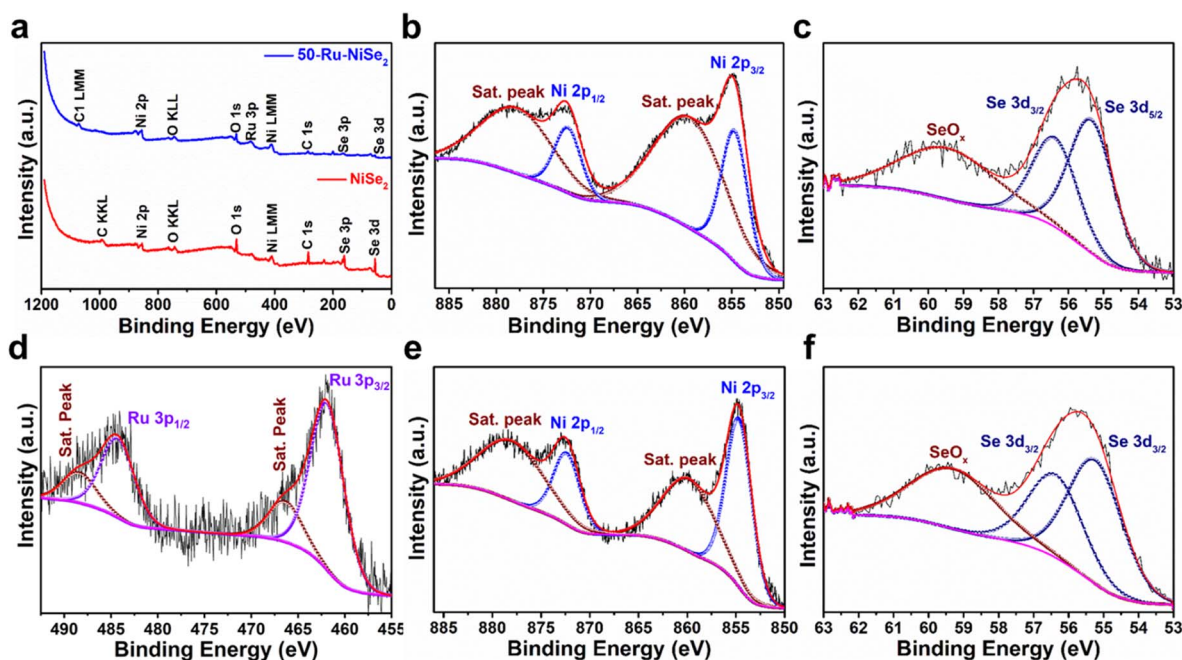 a
50-Ru-NiSe2
C1 LMM
Ni 2p
O KLL
O 1s
Ru 3p
Ni LMM
C 1s
Se 3p
Se 3d
NiSe2
C KKL
Ni 2p
O KKL
O 1s
Ni LMM
C 1s
Se 3p
Se 3d
Intensity (a.u.)
1200 1000 800 600 400 200 0
Binding Energy (eV)
b
Sat. peak
Ni 2p1/2
Sat. peak
Ni 2p3/2
Intensity (a.u.)
885 880 875 870 865 860 855 850
Binding Energy (eV)
c
SeOx
Se 3d3/2
Se 3d5/2
Intensity (a.u.)
63 62 61 60 59 58 57 56 55 54 53
Binding Energy (eV)
d
Sat. Peak
Ru 3p1/2
Sat. Peak
Ru 3p3/2
Intensity (a.u.)
490 485 480 475 470 465 460 455
Binding Energy (eV)
e
Sat. peak
Ni 2p1/2
Sat. peak
Ni 2p3/2
Intensity (a.u.)
885 880 875 870 865 860 855 850
Binding Energy (eV)
f
SeOx
Se 3d3/2
Se 3d3/2
Intensity (a.u.)
63 62 61 60 59 58 57 56 55 54 53
Binding Energy (eV)